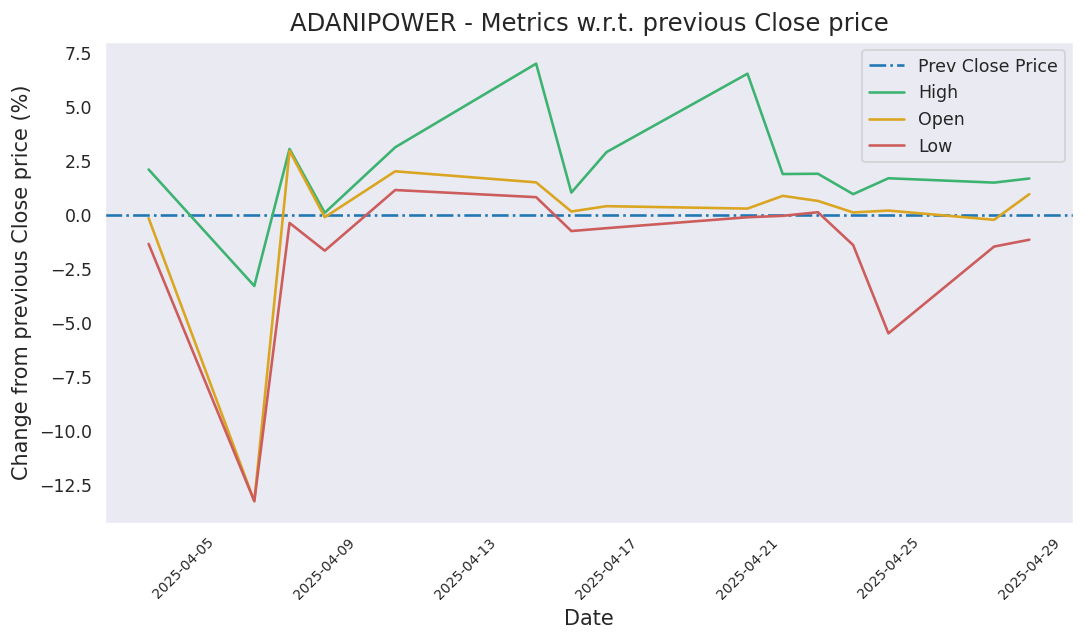 ADANIPOWER - Metrics w.r.t. previous Close price
Change from previous Close price (%)
7.5
5.0
2.5
0.0
−2.5
−5.0
−7.5
−10.0
−12.5
Prev Close Price
High
Open
Low
2025-04-05
2025-04-09
2025-04-13
2025-04-17
2025-04-21
2025-04-25
2025-04-29
Date